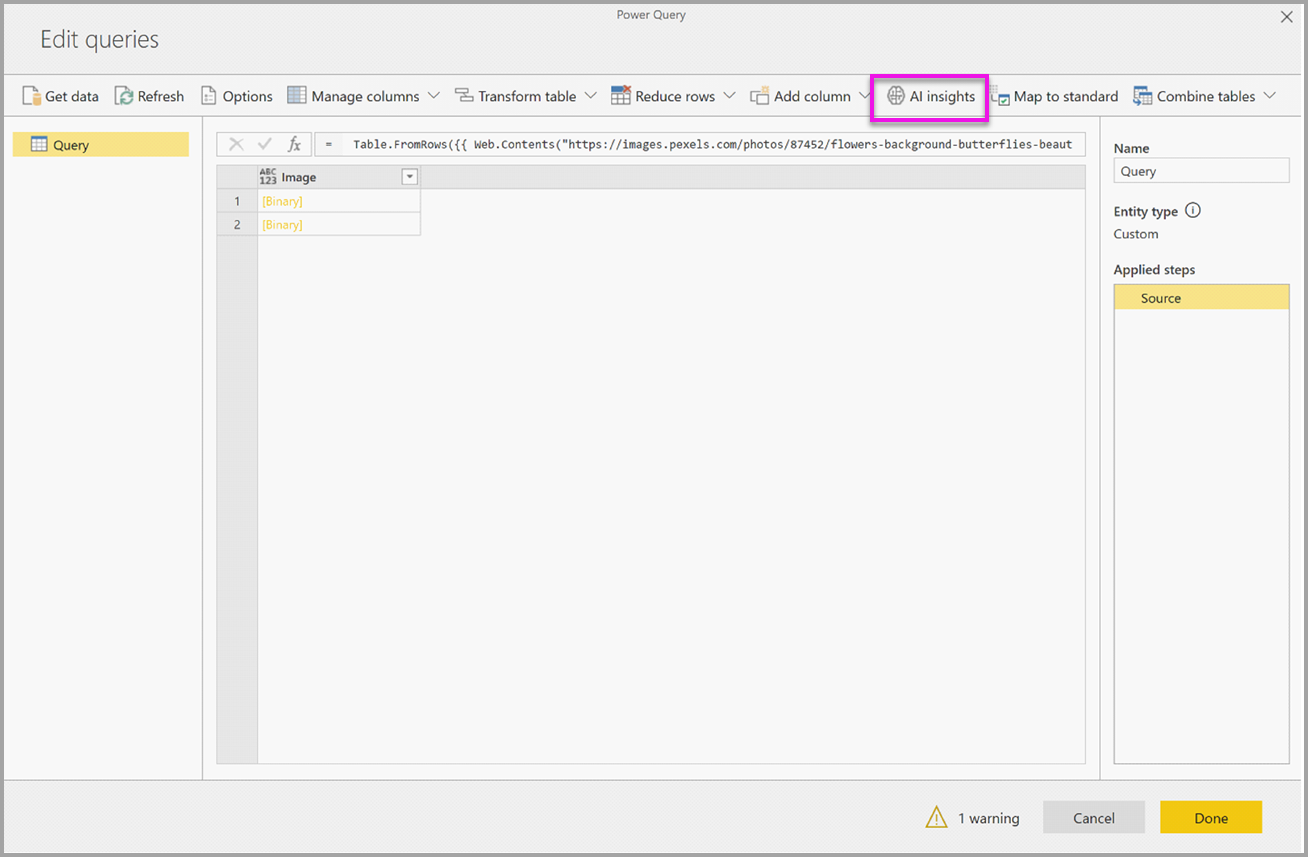 Power Query
Edit queries
Get data Refresh Options Manage columns Transform table Reduce rows Add column AI insights Map to standard Combine tables
Query
fx = Table.FromRows({{ Web.Contents("https://images.pexels.com/photos/87452/flowers-background-butterflies-beaut
ABC
123 Image
1 [Binary]
2 [Binary]
Name
Query
Entity type
Custom
Applied steps
Source
1 warning Cancel Done